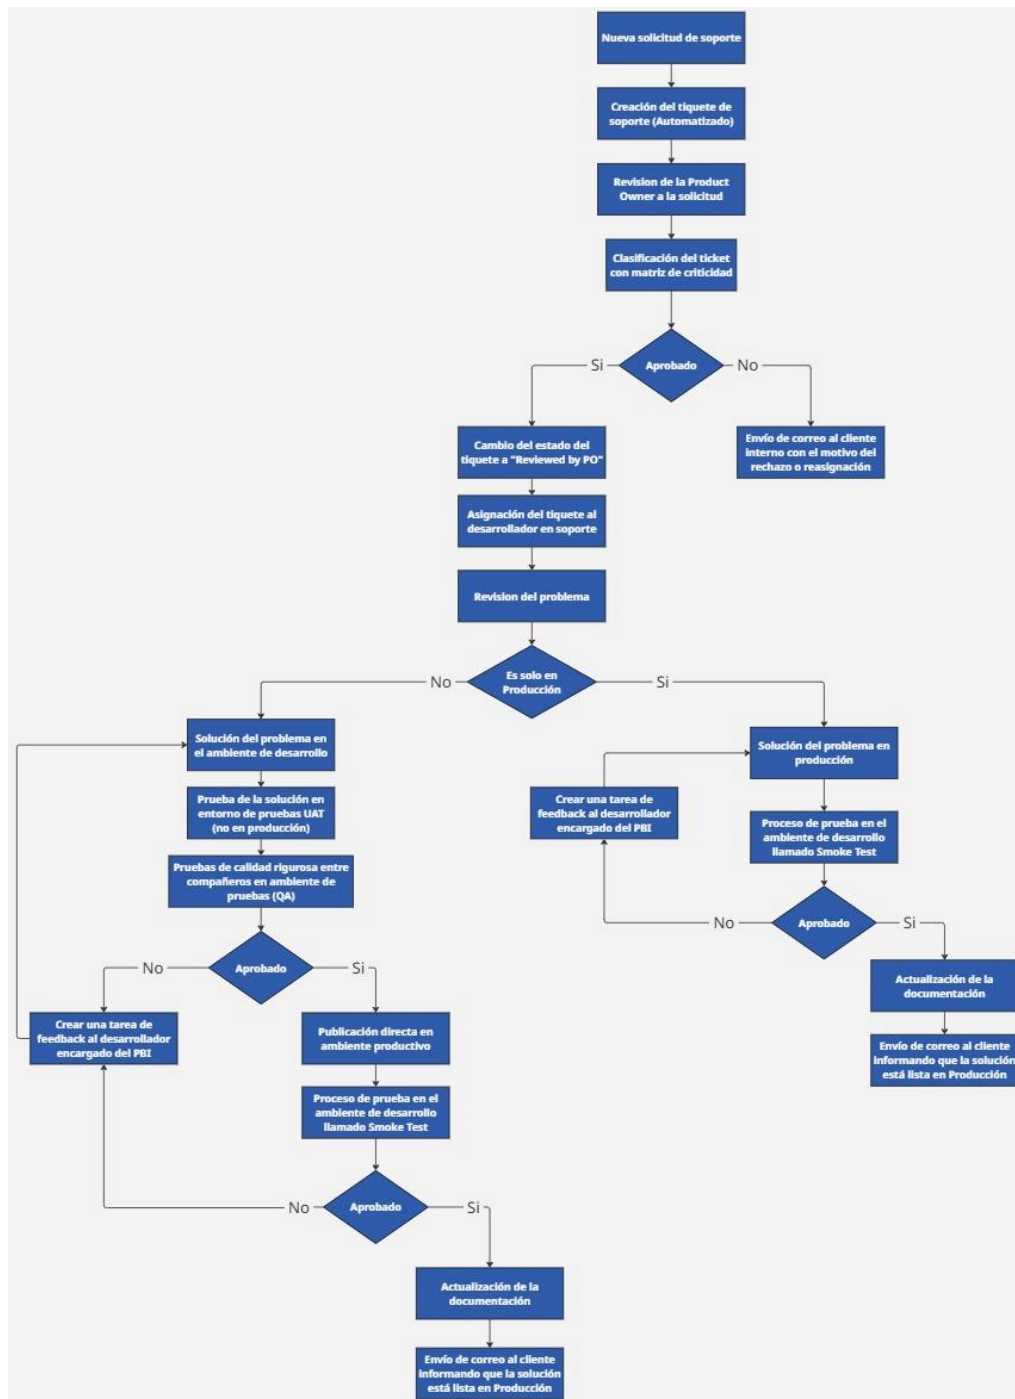 Nueva solicitud de soporte
Creación del tiquete de
soporte (Automatizado)
Revision de la Product
Owner a la solicitud
Clasificación del ticket
con matriz de criticidad
Aprobado
Si
No
Cambio del estado del
tiquete a "Reviewed by PO"
Envío de correo al cliente
interno con el motivo del
rechazo o reasignación
Asignación del tiquete al
desarrollador en soporte
Revision del problema
Es solo en
Producción
No
Si
Solución del problema en
el ambiente de desarrollo
Solución del problema en
producción
Prueba de la solución en
entorno de pruebas UAT
(no en producción)
Crear una tarea de
feedback al desarrollador
encargado del PBI
Proceso de prueba en el
ambiente de desarrollo
llamado Smoke Test
Pruebas de calidad rigurosa entre
compañeros en ambiente de
pruebas (QA)
No
Aprobado
Si
No
Aprobado
Si
Actualización de la
documentación
Crear una tarea de
feedback al desarrollador
encargado del PBI
Publicación directa en
ambiente productivo
Envío de correo al cliente
informando que la solución
está lista en Producción
Proceso de prueba en el
ambiente de desarrollo
llamado Smoke Test
No
Aprobado
Si
Actualización de la
documentación
Envío de correo al cliente
informando que la solución
está lista en Producción